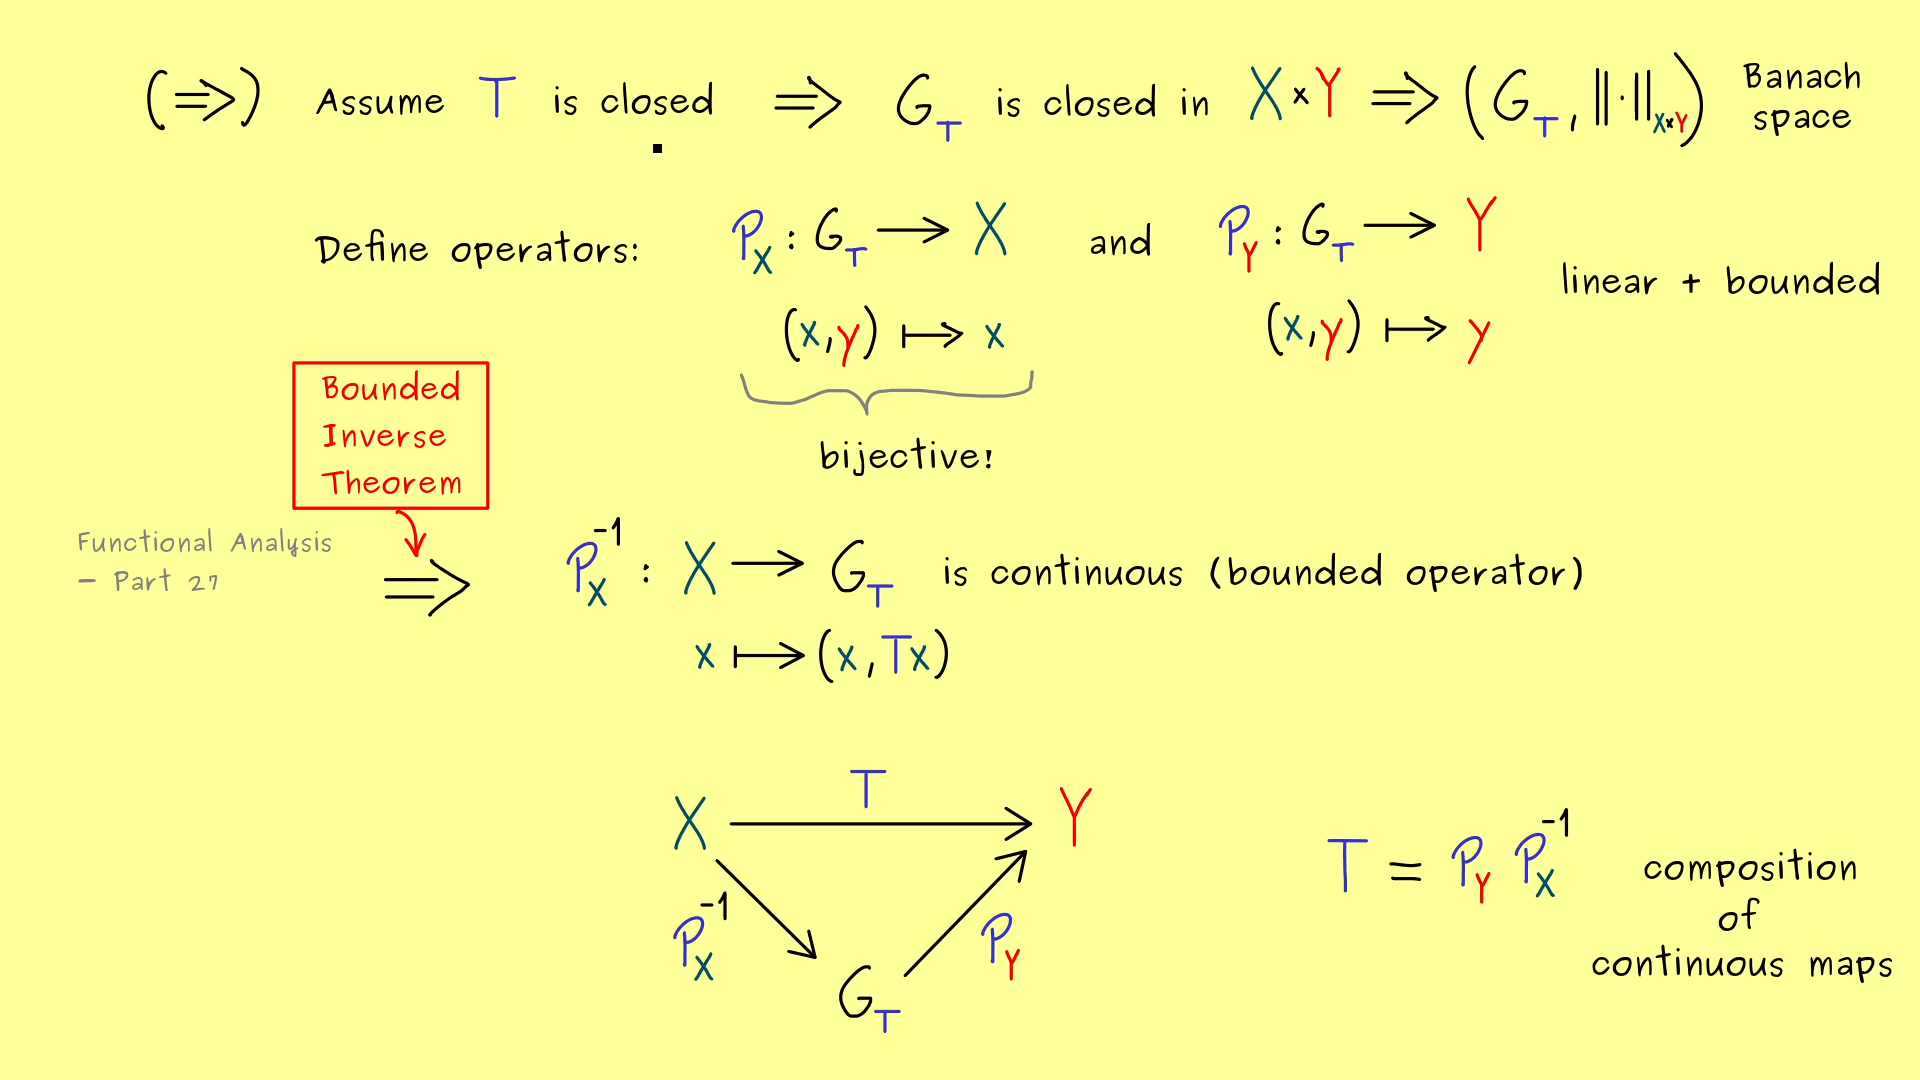 (⇒) Assume T is closed ⇒ G_T is closed in X×Y ⇒ (G_T, ‖·‖_X×Y) Banach space
Define operators: P_X : G_T ⟶ X and P_Y : G_T ⟶ Y
(x,y) ⟼ x (x,y) ⟼ y linear + bounded
bijective!
Bounded
Inverse
Theorem
Functional Analysis
– Part 27
⇒ P_X^-1 : X ⟶ G_T is continuous (bounded operator)
x ⟼ (x,Tx)
T
X Y
P_X^-1 P_Y
G_T
T = P_Y P_X^-1
composition
of
continuous maps